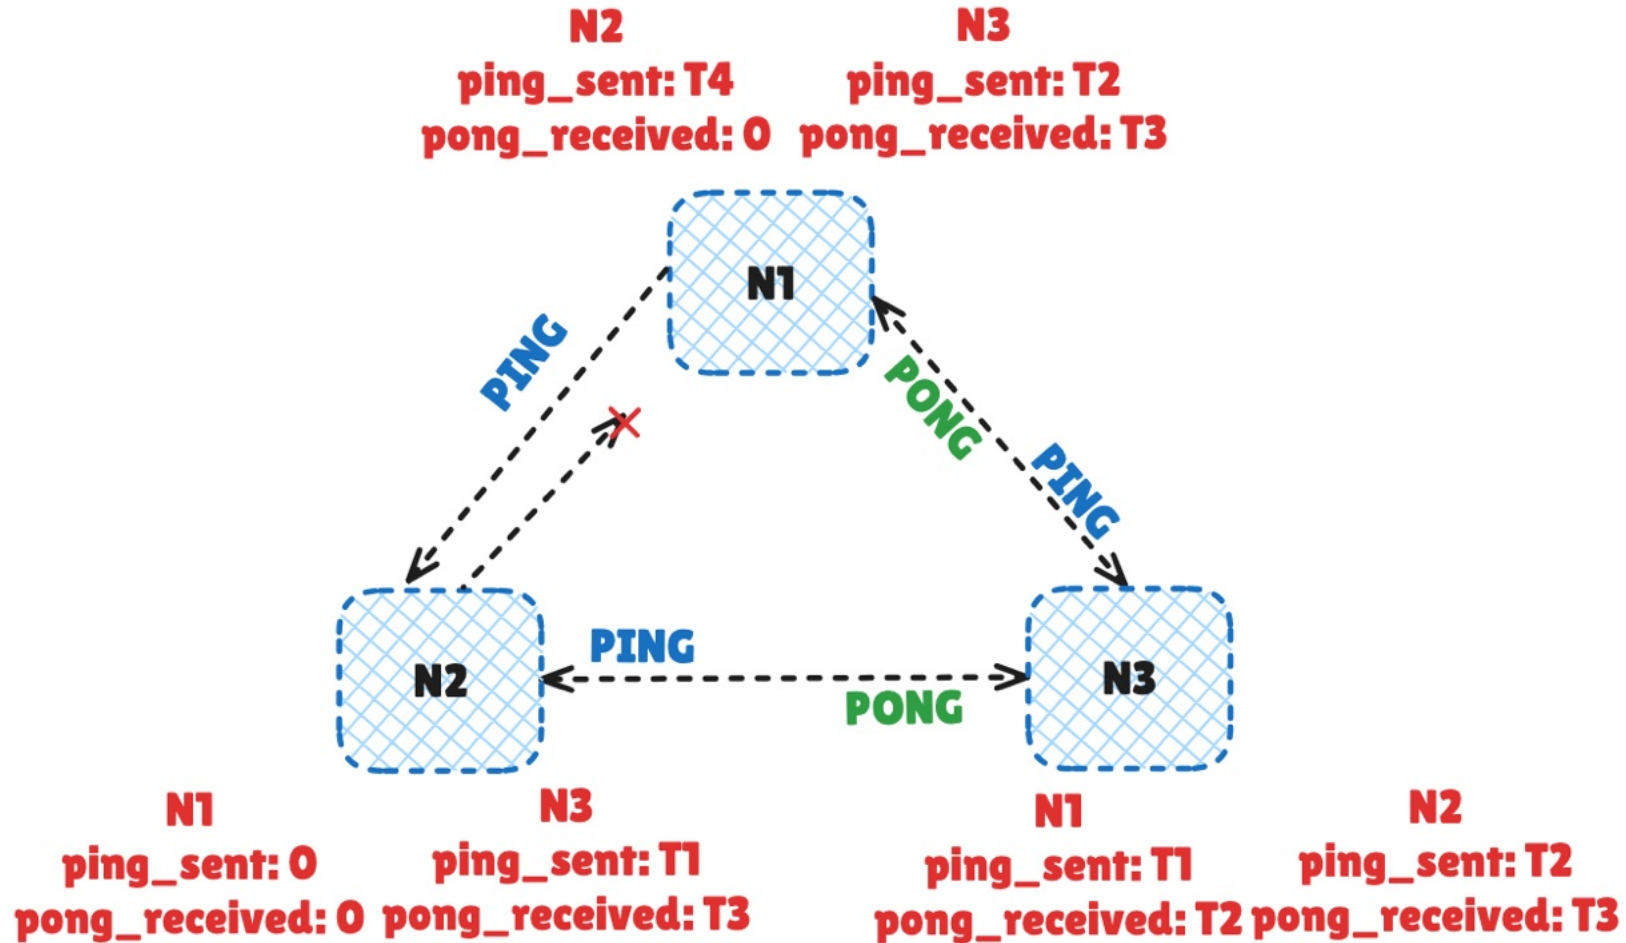 N2
ping_sent: T4
pong_received: 0
N3
ping_sent: T2
pong_received: T3
N1
PING
PONG
PING
N2
PING
PONG
N3
N1
ping_sent: 0
pong_received: 0
N3
ping_sent: T1
pong_received: T3
N1
ping_sent: T1
pong_received: T2
N2
ping_sent: T2
pong_received: T3